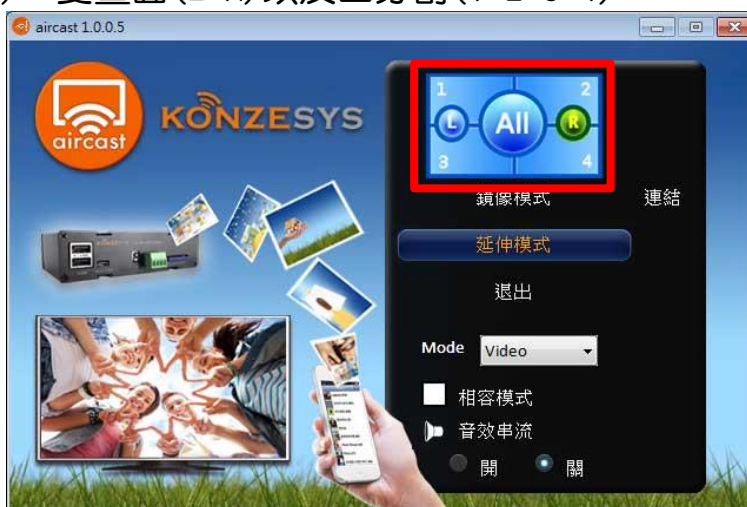 aircast 1.0.0.5
aircast
KONZESYS
1 2
L All R
3 4
鏡像模式 連結
延伸模式
退出
Mode Video
相容模式
音效串流
開 關